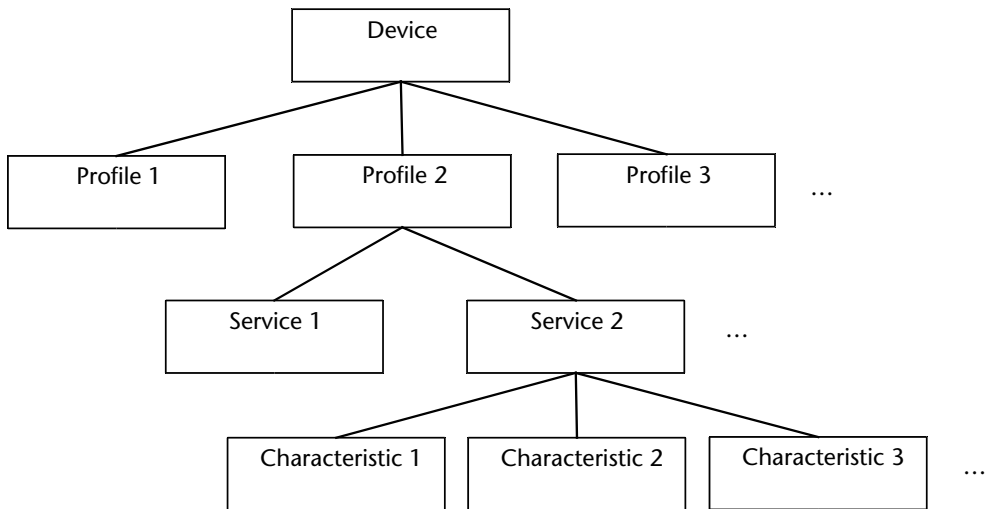 Device
Profile 1
Profile 2
Profile 3
...
Service 1
Service 2
...
Characteristic 1
Characteristic 2
Characteristic 3
...